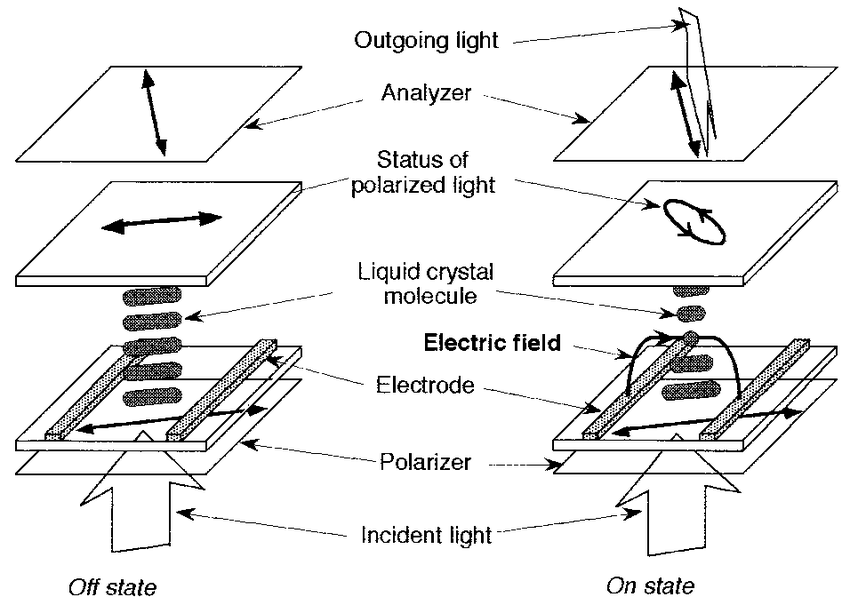 Outgoing light
Analyzer
Status of
polarized light
Liquid crystal
molecule
Electric field
Electrode
Polarizer
Incident light
Off state
On state